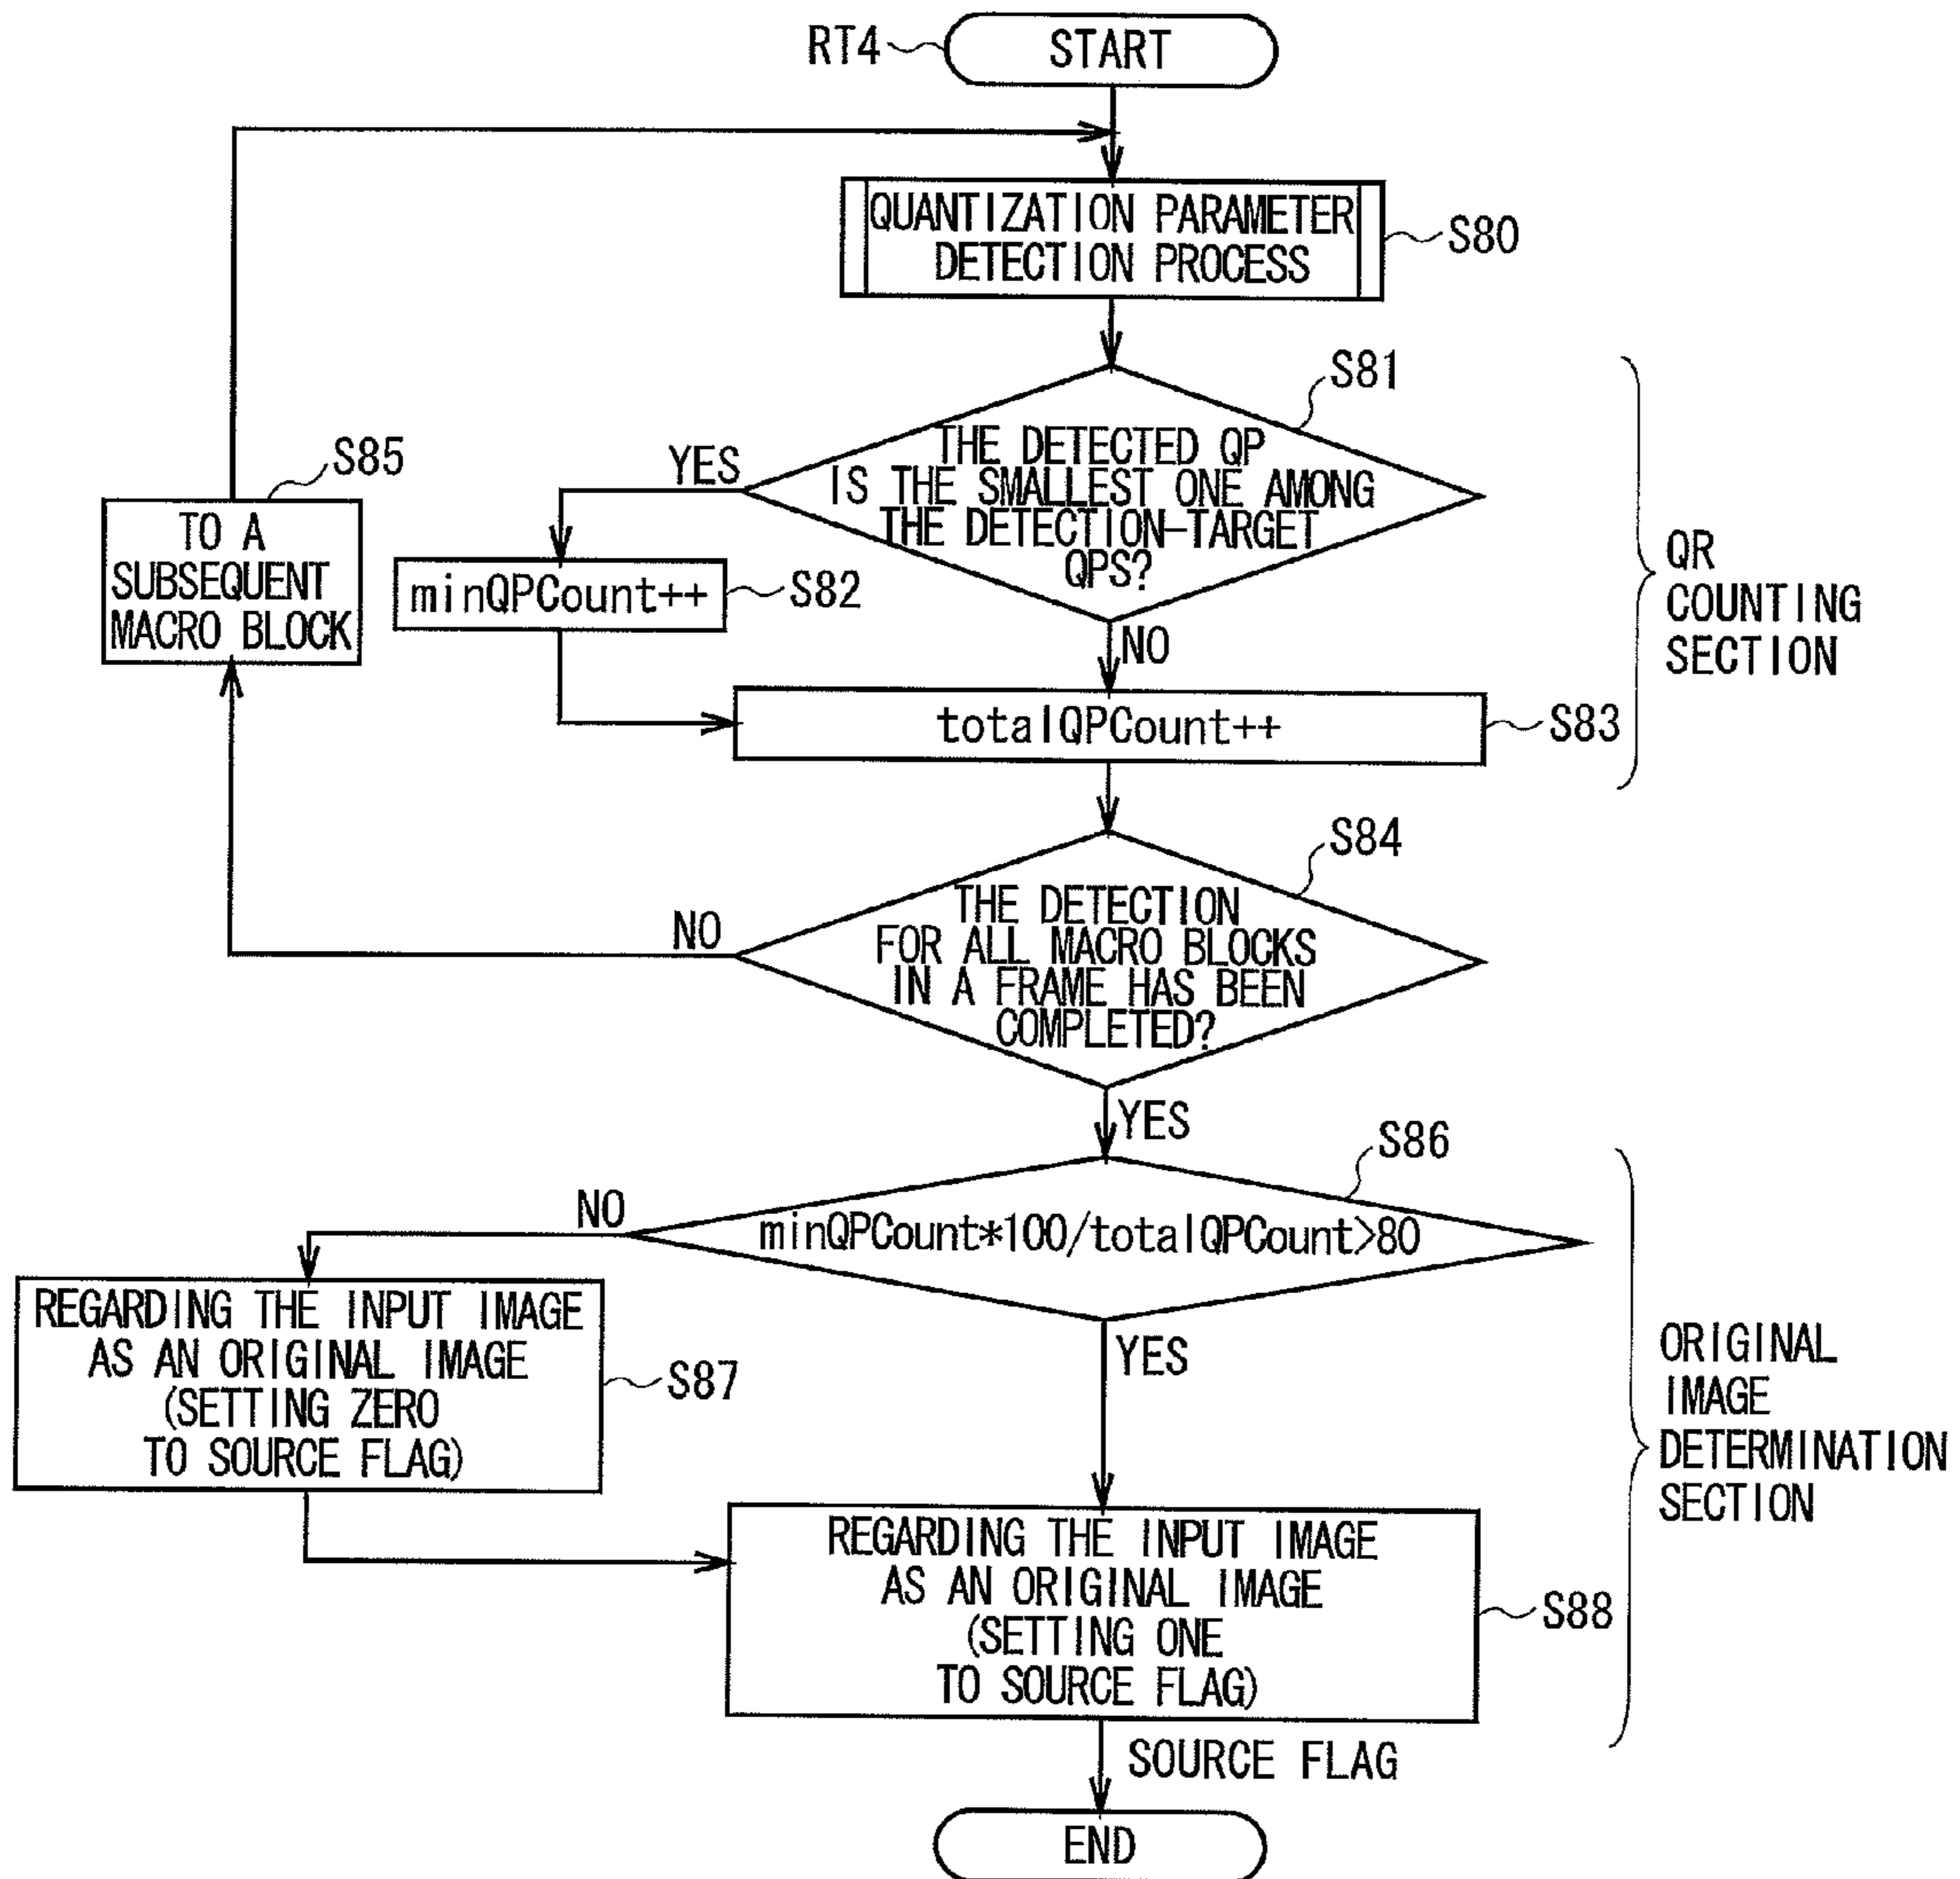 RT4
START
QUANTIZATION PARAMETER
DETECTION PROCESS
S80
S81
THE DETECTED QP
IS THE SMALLEST ONE AMONG
THE DETECTION-TARGET
QPS?
YES
NO
S85
TO A
SUBSEQUENT
MACRO BLOCK
minQPCount++
S82
totalQPCount++
S83
QR
COUNTING
SECTION
S84
THE DETECTION
FOR ALL MACRO BLOCKS
IN A FRAME HAS BEEN
COMPLETED?
NO
YES
S86
minQPCount*100/totalQPCount>80
NO
YES
REGARDING THE INPUT IMAGE
AS AN ORIGINAL IMAGE
(SETTING ZERO
TO SOURCE FLAG)
S87
REGARDING THE INPUT IMAGE
AS AN ORIGINAL IMAGE
(SETTING ONE
TO SOURCE FLAG)
S88
ORIGINAL
IMAGE
DETERMINATION
SECTION
SOURCE FLAG
END